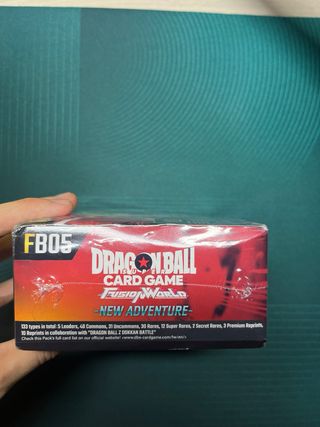 FB05
DRAGON BALL
SUPER
CARD GAME
FUSION WORLD
-NEW ADVENTURE-
133 types in total: 5 Leaders, 48 Commons, 31 Uncommons, 30 Rares, 12 Super Rares, 2 Secret Rares, 3 Premium Reprints,
10 Reprints in collaboration with "DRAGON BALL Z DOKKAN BATTLE"
Check this Pack's full card list on our official website! <www.dbs-cardgame.com/fw/en/>